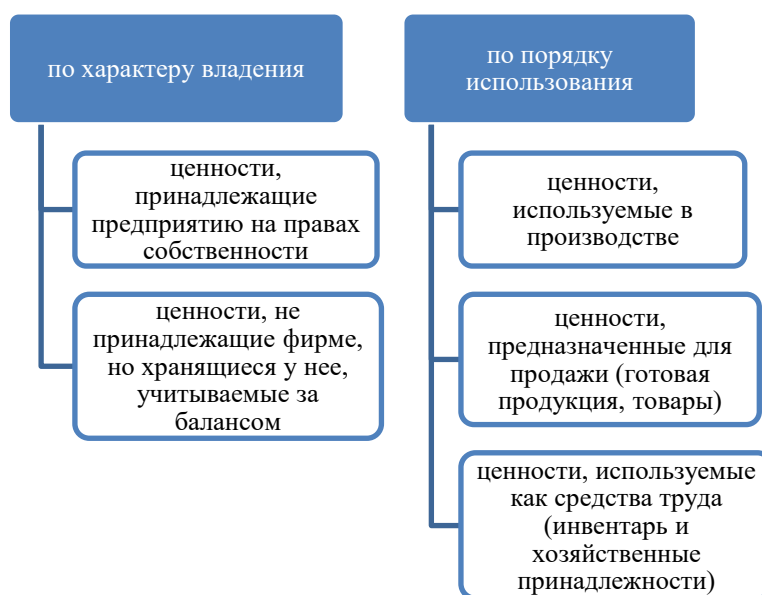 по характеру владения
ценности,
принадлежащие
предприятию на правах
собственности
ценности, не
принадлежащие фирме,
но хранящиеся у нее,
учитываемые за
балансом
по порядку
использования
ценности,
используемые в
производстве
ценности,
предназначенные для
продажи (готовая
продукция, товары)
ценности, используемые
как средства труда
(инвентарь и
хозяйственные
принадлежности)